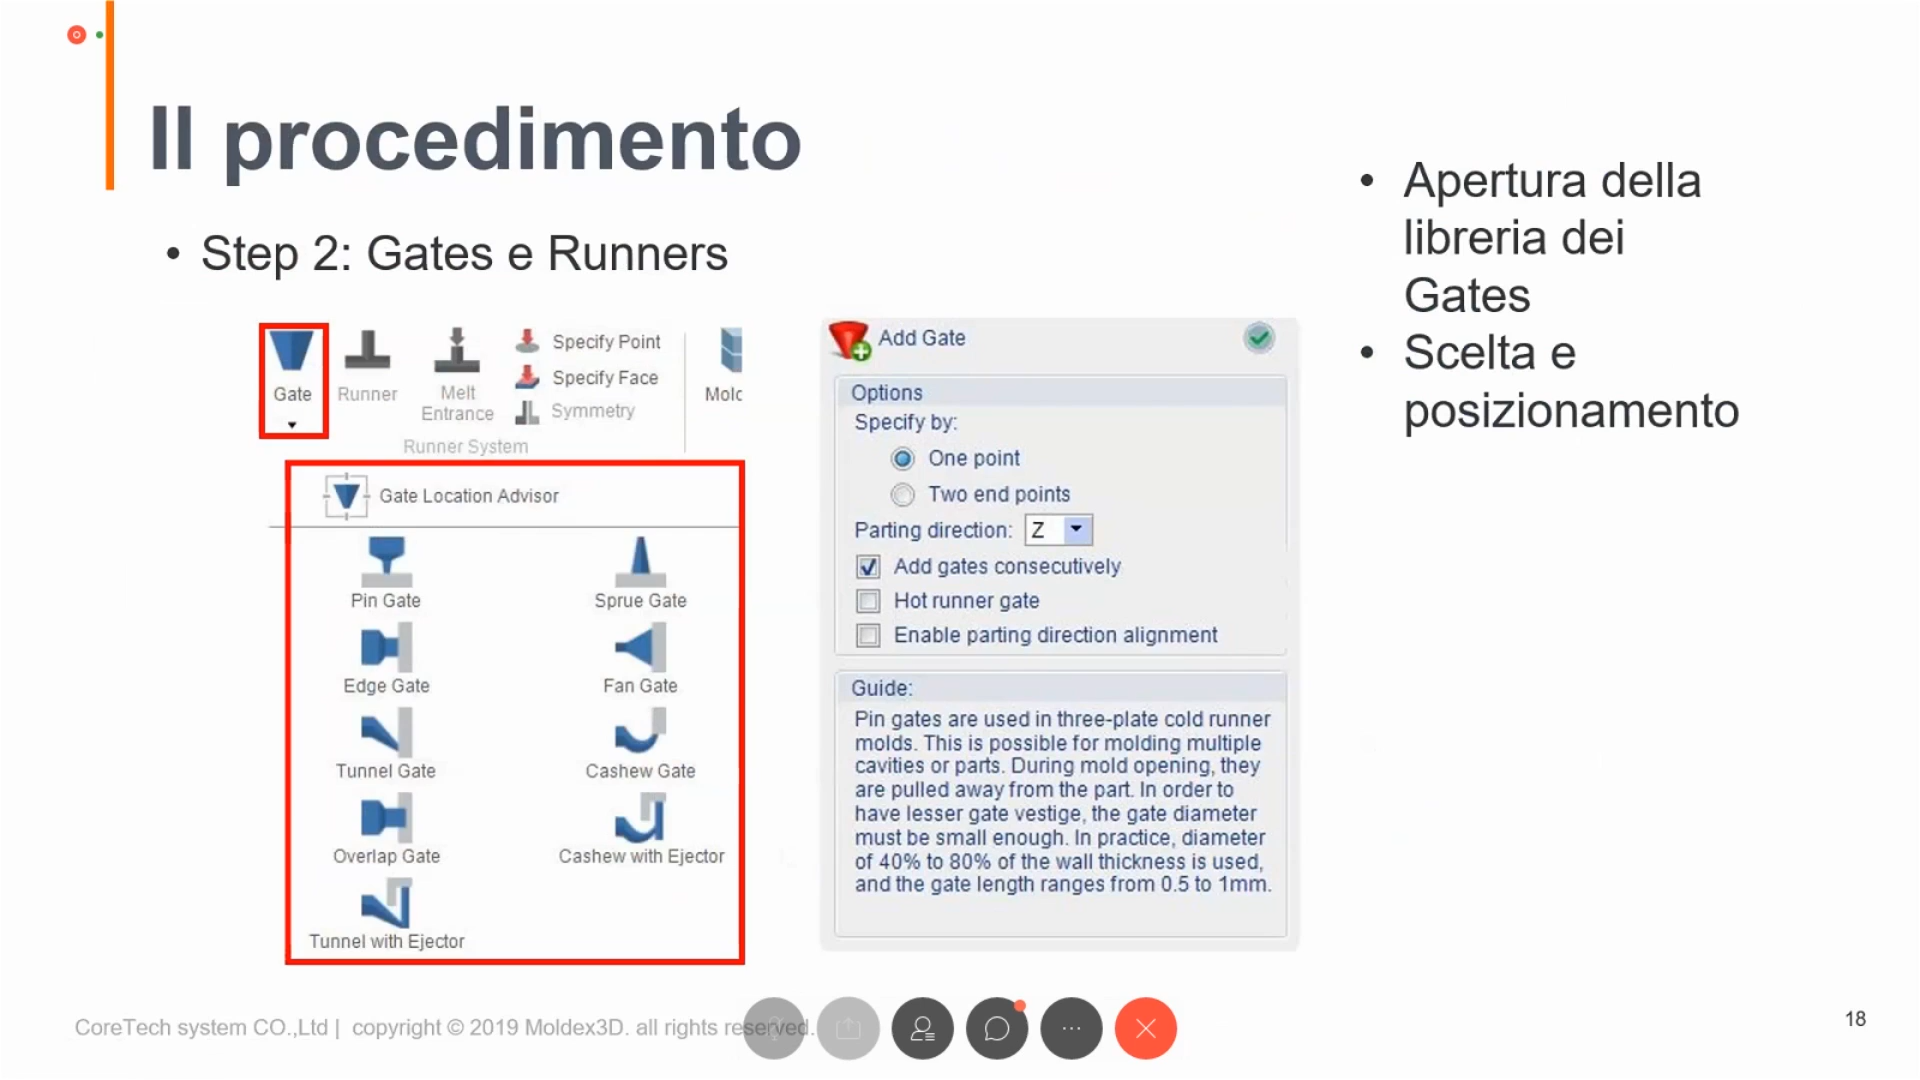 Il procedimento
• Step 2: Gates e Runners
Gate
Runner
Melt
Entrance
Specify Point
Specify Face
Symmetry
Runner System
Gate Location Advisor
Pin Gate
Sprue Gate
Edge Gate
Fan Gate
Tunnel Gate
Cashew Gate
Overlap Gate
Cashew with Ejector
Tunnel with Ejector
Add Gate
Options
Specify by:
One point
Two end points
Parting direction: Z
Add gates consecutively
Hot runner gate
Enable parting direction alignment
Guide:
Pin gates are used in three-plate cold runner
molds. This is possible for molding multiple
cavities or parts. During mold opening, they
are pulled away from the part. In order to
have lesser gate vestige, the gate diameter
must be small enough. In practice, diameter
of 40% to 80% of the wall thickness is used,
and the gate length ranges from 0.5 to 1mm.
• Apertura della
libreria dei
Gates
• Scelta e
posizionamento
CoreTech system CO.,Ltd | copyright © 2019 Moldex3D. all rights reserved.
18